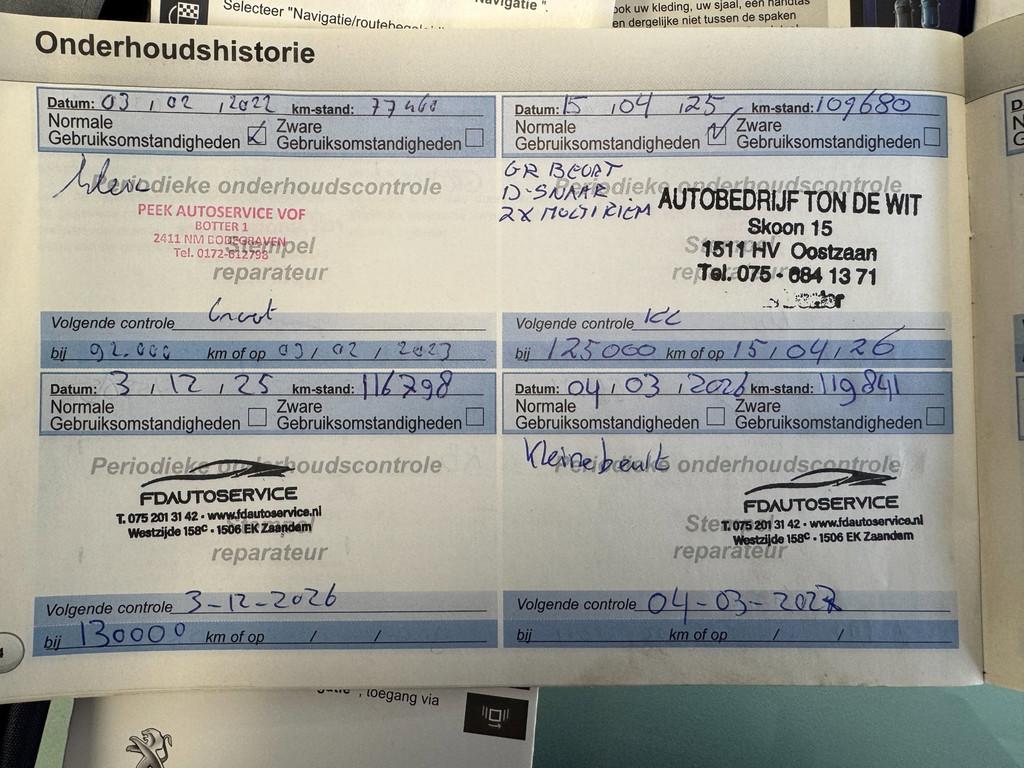 Selecteer "Navigatie/routebegeleidi
Navigatie ".
ook uw kleding, uw sjaal, een handtas
en dergelijke niet tussen de spaken
Onderhoudshistorie
Datum: 03 / 02 / 2022 km-stand: 77460
Normale
Gebruiksomstandigheden
Zware
Gebruiksomstandigheden
Klein
Periodieke onderhoudscontrole
PEEK AUTOSERVICE VOF
BOTTER 1
2411 NM BODEGRAVEN
Tel. 0172-612798
Stempel
reparateur
Volgende controle Groot
bij 92.000 km of op 03 / 02 / 2023
Datum: 15 / 04 / 25 km-stand: 109680
Normale
Gebruiksomstandigheden
Zware
Gebruiksomstandigheden
GR BEURT
D-SNAAR
2X MULTIRIEM
Periodieke onderhoudscontrole
AUTOBEDRIJF TON DE WIT
Skoon 15
1511 HV Oostzaan
Tel. 075 - 684 13 71
Stempel
reparateur
Volgende controle KL
bij 125000 km of op 15 / 04 / 26
Datum: 3 / 12 / 25 km-stand: 116798
Normale
Gebruiksomstandigheden
Zware
Gebruiksomstandigheden
Periodieke onderhoudscontrole
FDAUTOSERVICE
T. 075 201 31 42 • www.fdautoservice.nl
Westzijde 158C • 1506 EK Zaandam
Stempel
reparateur
Volgende controle 3-12-2026
bij 130000 km of op / /
Datum: 04 / 03 / 2026 km-stand: 119841
Normale
Gebruiksomstandigheden
Zware
Gebruiksomstandigheden
Kleine beurt
Periodieke onderhoudscontrole
FDAUTOSERVICE
T. 075 201 31 42 • www.fdautoservice.nl
Westzijde 158C • 1506 EK Zaandam
Stempel
reparateur
Volgende controle 04-03-2027
bij km of op / /
, toegang via